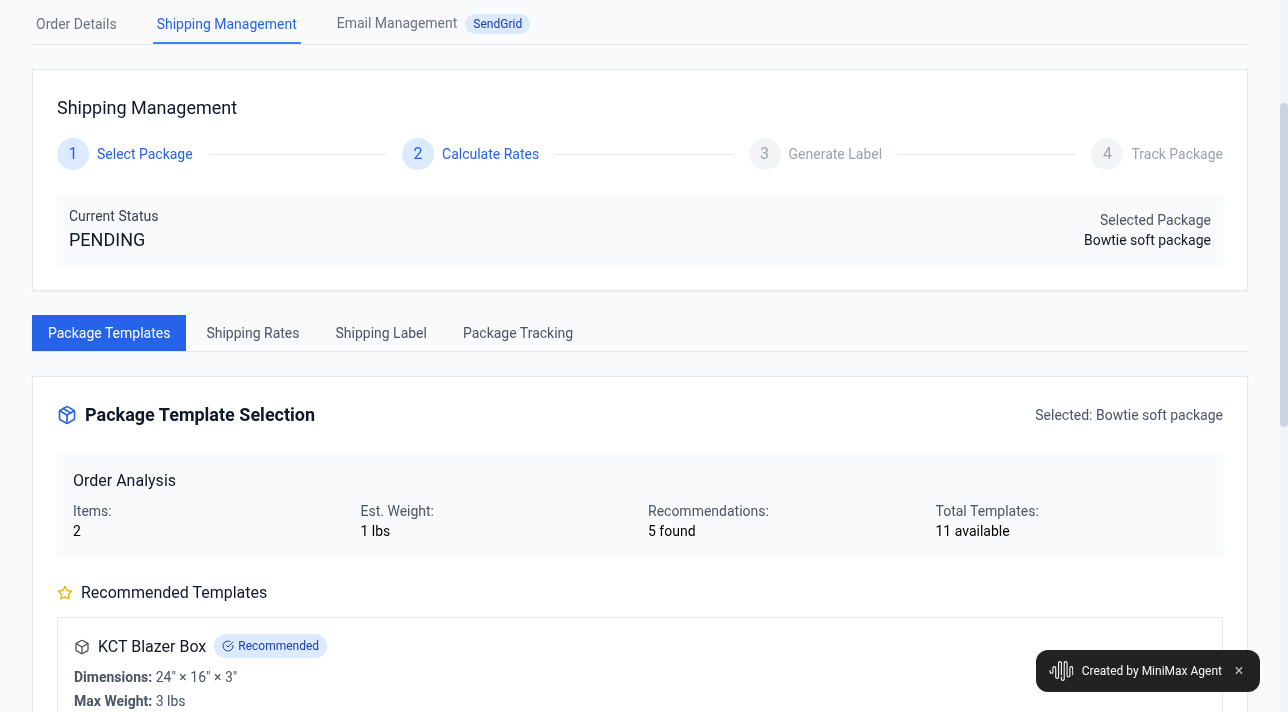 Order Details
Shipping Management
Email Management
SendGrid
Shipping Management
1 Select Package
2 Calculate Rates
3 Generate Label
4 Track Package
Current Status
PENDING
Selected Package
Bowtie soft package
Package Templates
Shipping Rates
Shipping Label
Package Tracking
Package Template Selection
Selected: Bowtie soft package
Order Analysis
Items:
2
Est. Weight:
1 lbs
Recommendations:
5 found
Total Templates:
11 available
Recommended Templates
KCT Blazer Box
Recommended
Dimensions: 24" × 16" × 3"
Max Weight: 3 lbs
Created by MiniMax Agent ×